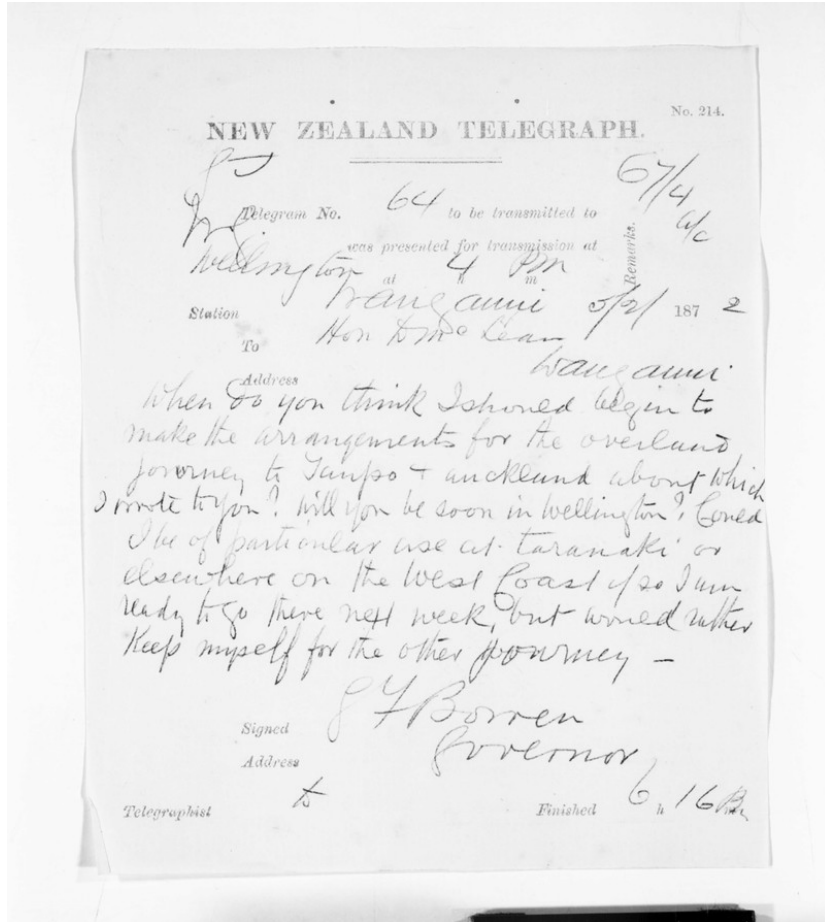 No. 214.
NEW ZEALAND TELEGRAPH.
67/4
Telegram No. 64 to be transmitted to
a/c
was presented for transmission at
Remarks.
Wellington at 4 h Pm m
Station Wanganui 5/2/ 1872
To Hon D McLean
Address Wanganui
When do you think I should begin to
make the arrangements for the overland
journey to Taupo + auckland about which
I wrote to you? Will you be soon in Wellington? Could
I be of particular use at Taranaki or
elsewhere on the West Coast if so I am
ready to go there next week, but would rather
Keep myself for the other journey –
Signed G F Bowen
Address Governor
Telegraphist Finished 6 h 16 Pm